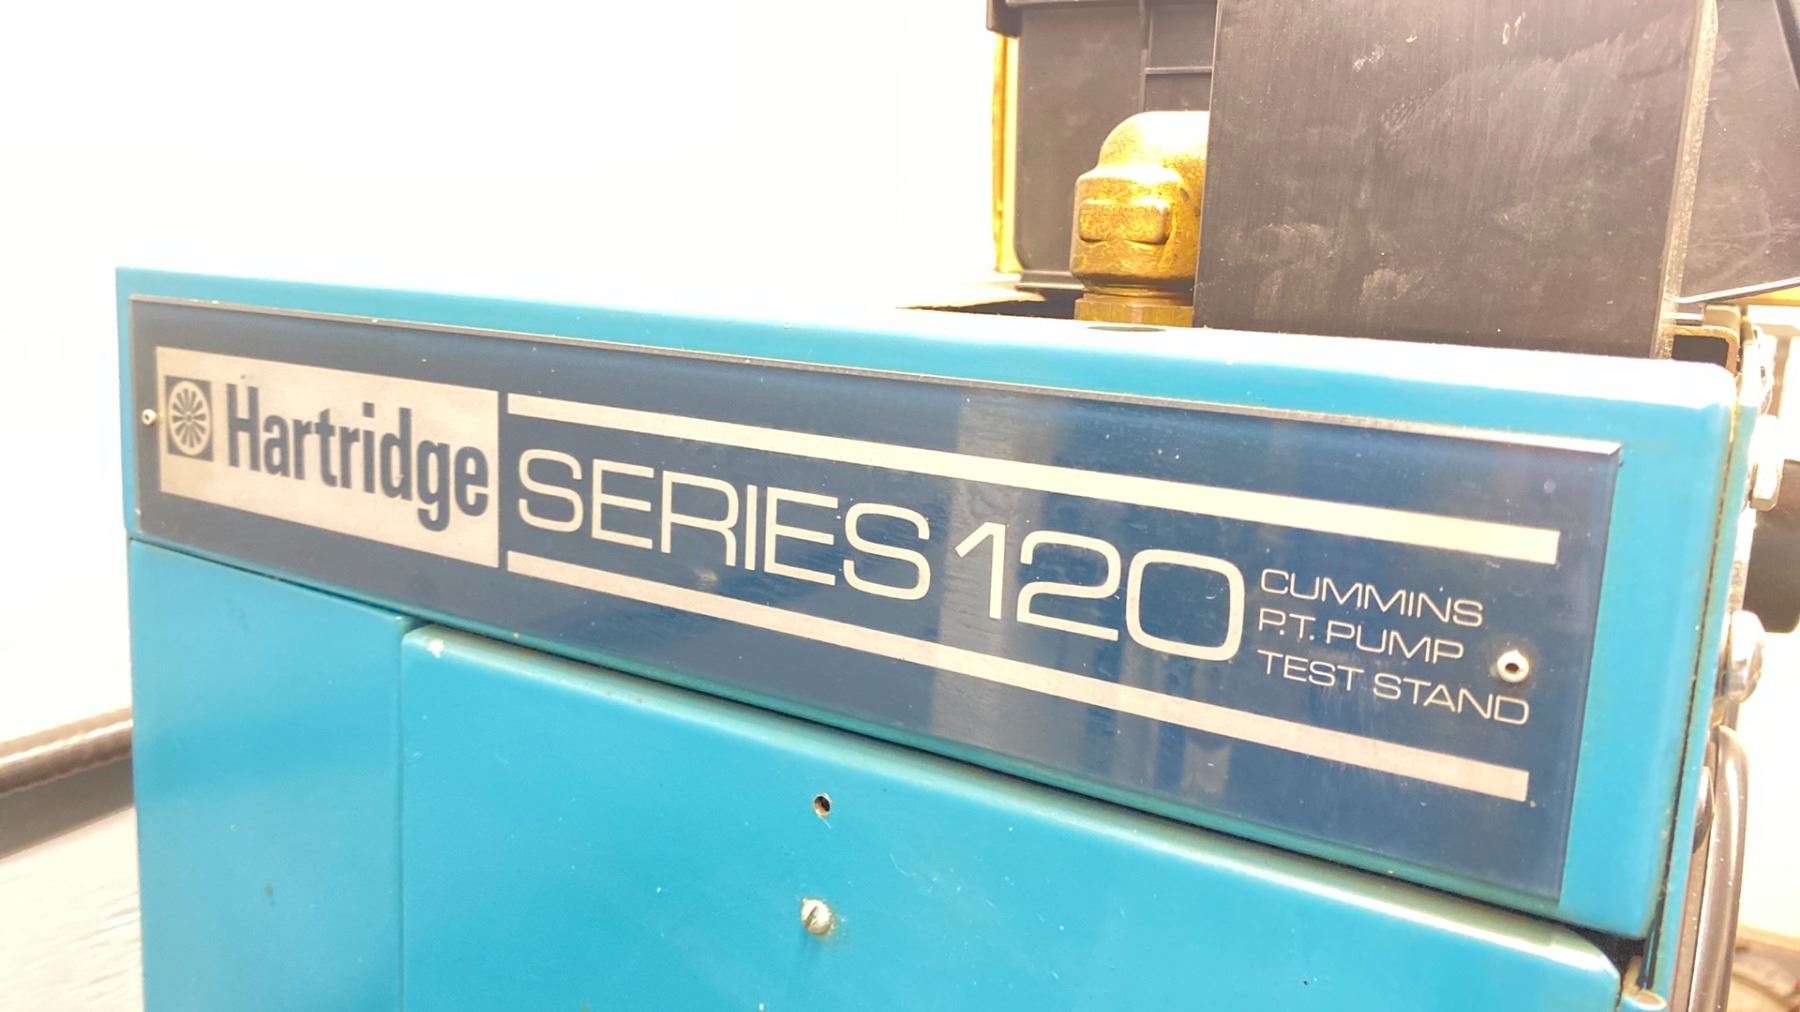 Hartridge
SERIES 120
CUMMINS
P.T. PUMP
TEST STAND